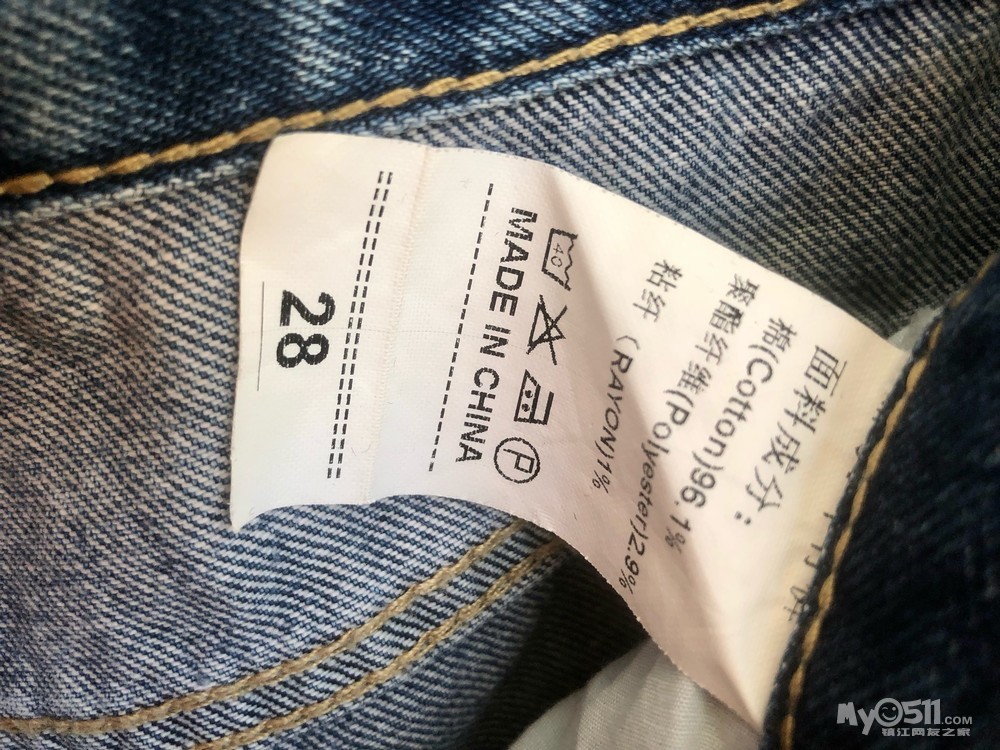 面料成分：
棉(Cotton)96.1%
聚酯纤维(Polyester)2.9%
粘纤（RAYON)1%
40
P
MADE IN CHINA
28
My0511.COM
镇江网友之家